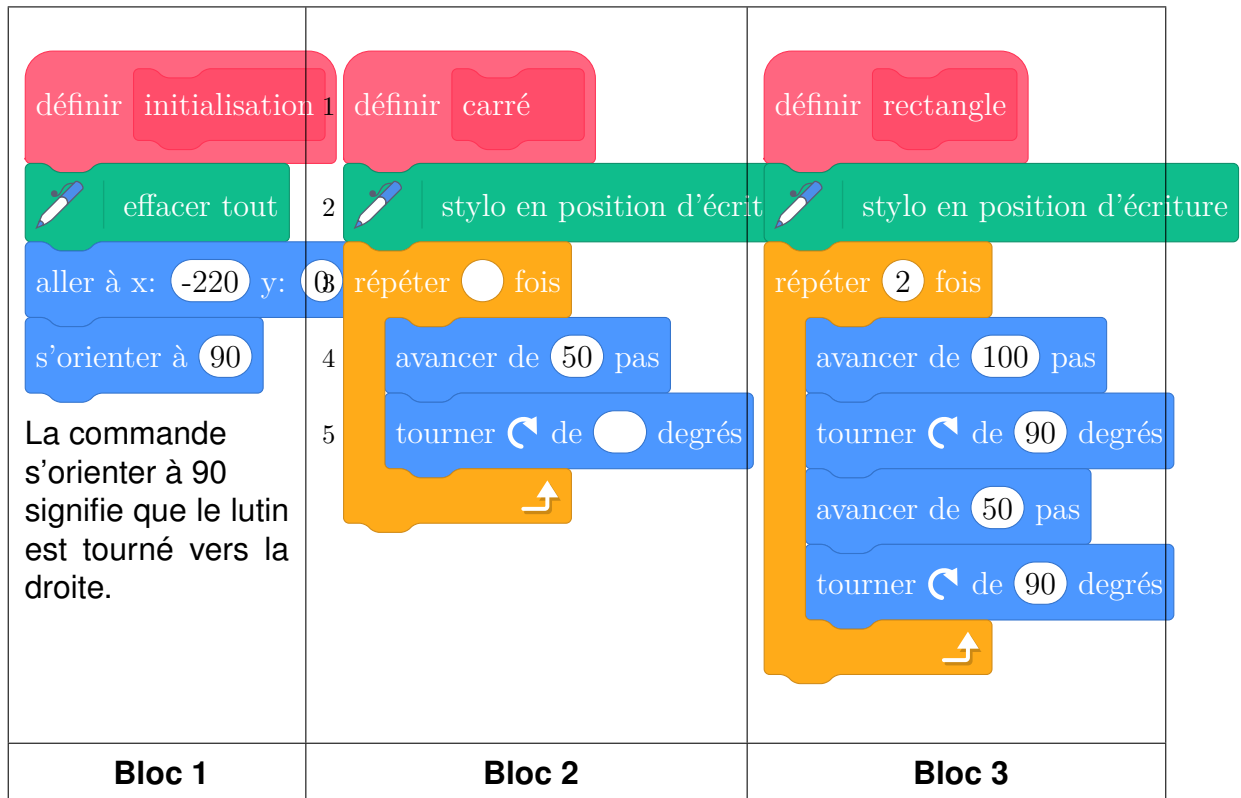 définir initialisation
effacer tout
aller à x: -220 y: 0
s'orienter à 90
La commande
s'orienter à 90
signifie que le lutin
est tourné vers la
droite.
Bloc 1
1 définir carré
2 stylo en position d'écrit
3 répéter fois
4 avancer de 50 pas
5 tourner de degrés
Bloc 2
définir rectangle
stylo en position d'écriture
répéter 2 fois
avancer de 100 pas
tourner de 90 degrés
avancer de 50 pas
tourner de 90 degrés
Bloc 3